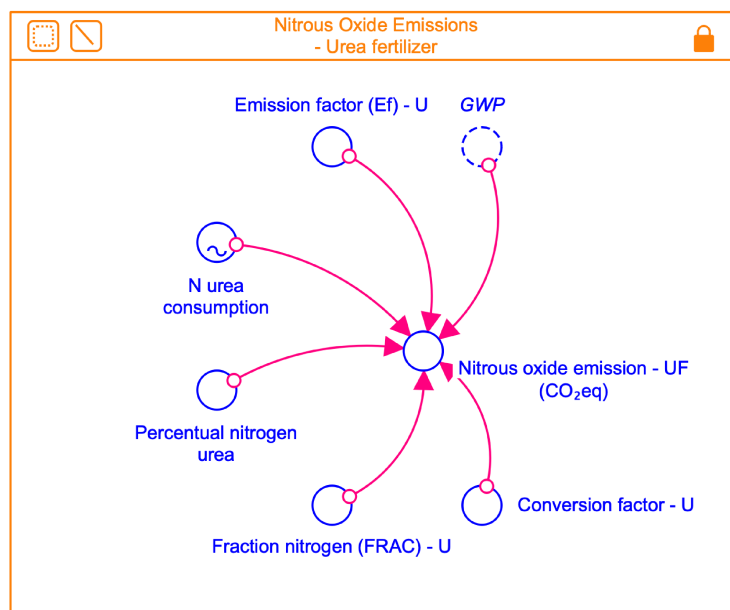 Nitrous Oxide Emissions
- Urea fertilizer
Emission factor (Ef) - U
GWP
N urea
consumption
Nitrous oxide emission - UF
(CO₂eq)
Percentual nitrogen
urea
Conversion factor - U
Fraction nitrogen (FRAC) - U